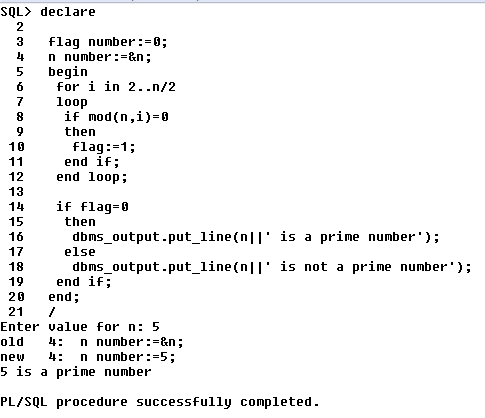 SQL> declare
  2
  3   flag number:=0;
  4   n number:=&n;
  5   begin
  6    for i in 2..n/2
  7    loop
  8     if mod(n,i)=0
  9     then
 10      flag:=1;
 11     end if;
 12    end loop;
 13
 14    if flag=0
 15     then
 16      dbms_output.put_line(n||' is a prime number');
 17     else
 18      dbms_output.put_line(n||' is not a prime number');
 19    end if;
 20   end;
 21   /
Enter value for n: 5
old   4:  n number:=&n;
new   4:  n number:=5;
5 is a prime number
PL/SQL procedure successfully completed.